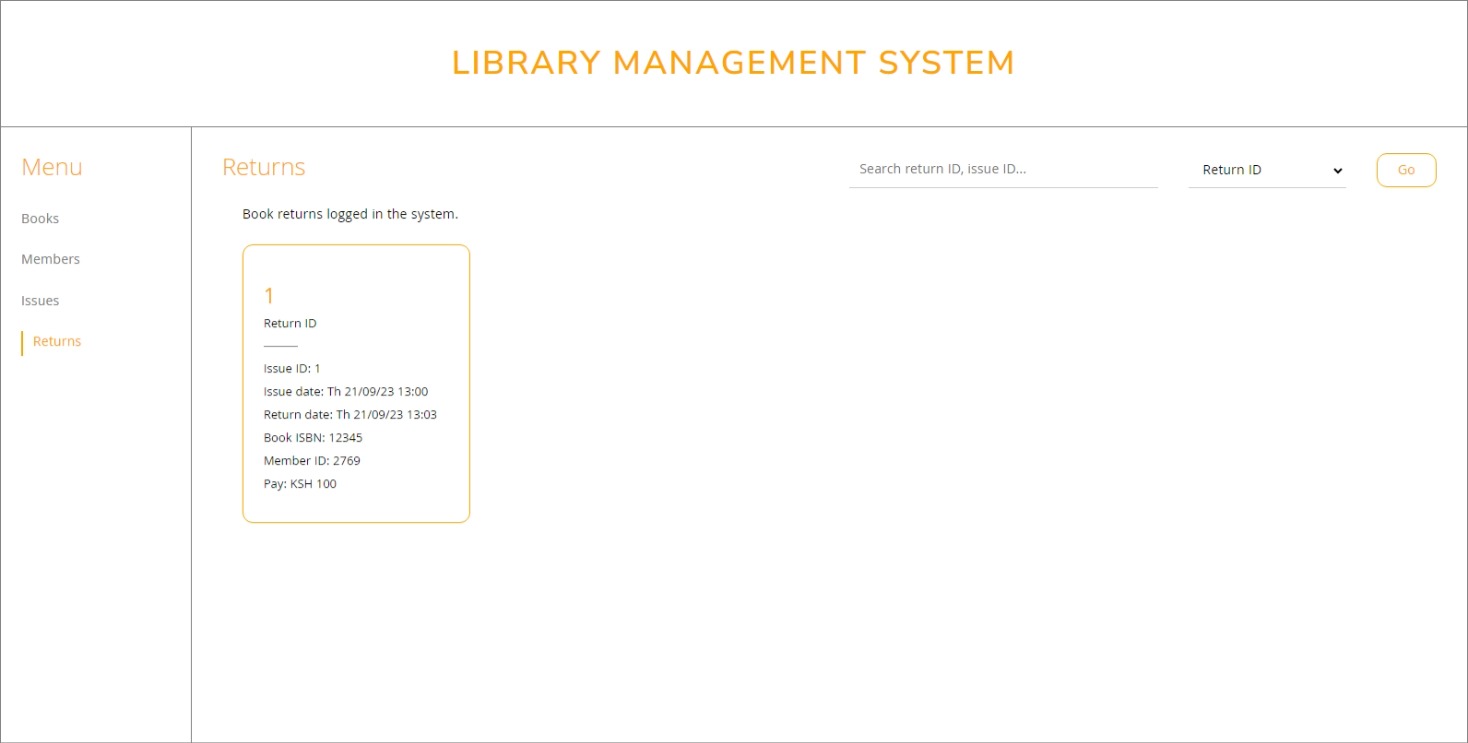 LIBRARY MANAGEMENT SYSTEM
Menu
Books
Members
Issues
Returns
Returns
Search return ID, issue ID...
Return ID
Go
Book returns logged in the system.
1
Return ID
Issue ID: 1
Issue date: Th 21/09/23 13:00
Return date: Th 21/09/23 13:03
Book ISBN: 12345
Member ID: 2769
Pay: KSH 100